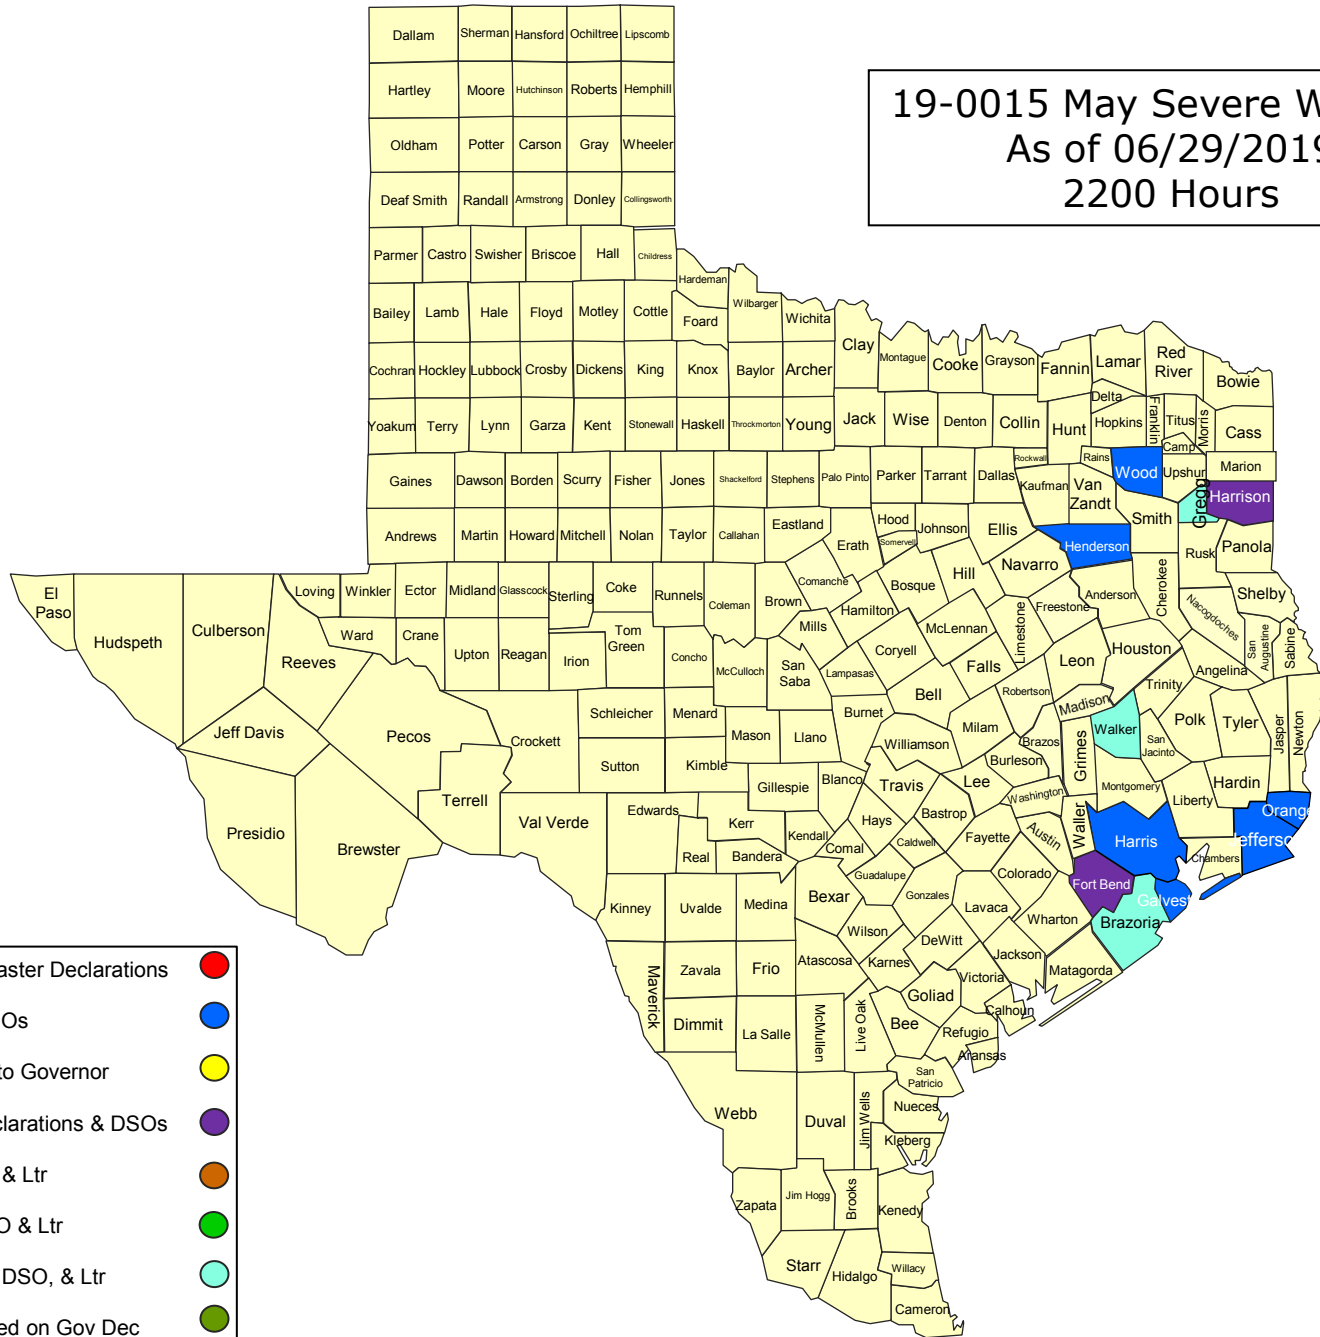 Dallam Sherman Hansford Ochiltree Lipscomb
Hartley Moore Hutchinson Roberts Hemphill
19-0015 May Severe W
As of 06/29/2019
2200 Hours
Oldham Potter Carson Gray Wheeler
Deaf Smith Randall Armstrong Donley Collingsworth
Parmer Castro Swisher Briscoe Hall Childress
Hardeman
Bailey Lamb Hale Floyd Motley Cottle Foard Wilbarger Wichita
Clay Montague Cooke Grayson Fannin Lamar Red River Bowie
Cochran Hockley Lubbock Crosby Dickens King Knox Baylor Archer
Delta
Yoakum Terry Lynn Garza Kent Stonewall Haskell Throckmorton Young Jack Wise Denton Collin Hunt Hopkins Franklin Titus Morris Cass
Camp
Rockwall Rains Wood Upshur Marion
Gaines Dawson Borden Scurry Fisher Jones Shackelford Stephens Palo Pinto Parker Tarrant Dallas Kaufman Van Zandt Gregg Harrison
Smith
Andrews Martin Howard Mitchell Nolan Taylor Callahan Eastland Erath Hood Somervell Johnson Ellis Henderson Rusk Panola
Navarro
El Paso Hudspeth Culberson Loving Winkler Ector Midland Glasscock Sterling Coke Runnels Coleman Brown Comanche Hamilton Bosque Hill Freestone Anderson Cherokee Nacogdoches Shelby
Reeves Ward Crane Upton Reagan Irion Tom Green Concho McCulloch San Saba Mills Lampasas Coryell McLennan Limestone Falls Leon Houston Angelina San Augustine Sabine
Jeff Davis Pecos Crockett Schleicher Menard Mason Llano Burnet Bell Milam Robertson Madison Trinity Walker Polk Tyler Jasper Newton
Sutton Kimble Williamson Brazos Grimes San Jacinto
Terrell Gillespie Blanco Travis Lee Burleson Washington Montgomery Liberty Hardin Orange
Presidio Brewster Val Verde Edwards Kerr Kendall Hays Bastrop Caldwell Fayette Austin Waller Harris Jefferso
Real Bandera Comal Chambers
Guadalupe Gonzales Colorado Fort Bend Galvest
Kinney Uvalde Medina Bexar Lavaca Wharton Brazoria
Wilson DeWitt
Maverick Zavala Frio Atascosa Karnes Jackson Matagorda
Victoria
Goliad Calhoun
Dimmit La Salle McMullen Live Oak Bee Refugio
Aransas
San Patricio
Webb Duval Jim Wells Nueces
Kleberg
Zapata Jim Hogg Brooks Kenedy
Starr Hidalgo Willacy
Cameron
aster Declarations
Os
to Governor
clarations & DSOs
& Ltr
O & Ltr
DSO, & Ltr
ed on Gov Dec